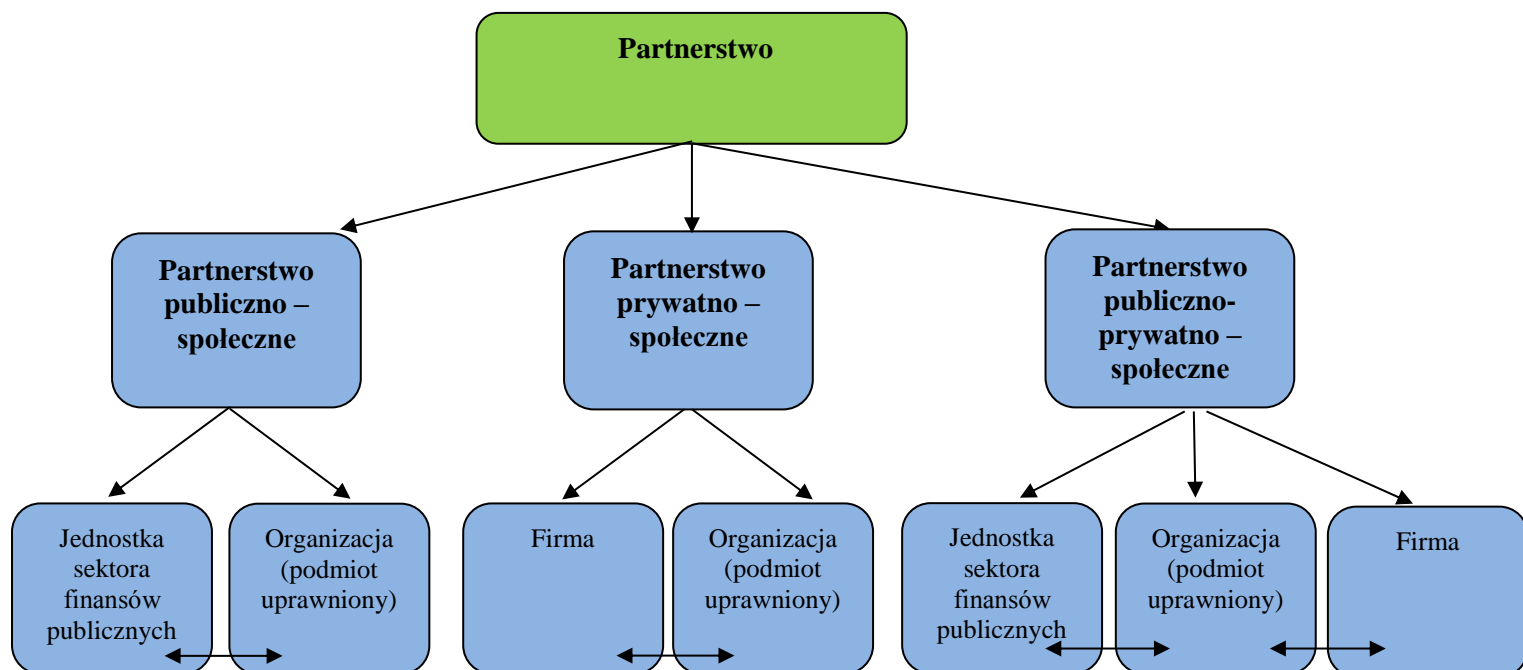 Partnerstwo
Partnerstwo
publiczno –
społeczne
Partnerstwo
prywatno –
społeczne
Partnerstwo
publiczno-
prywatno –
społeczne
Jednostka
sektora
finansów
publicznych
Organizacja
(podmiot
uprawniony)
Firma
Organizacja
(podmiot
uprawniony)
Jednostka
sektora
finansów
publicznych
Organizacja
(podmiot
uprawniony)
Firma